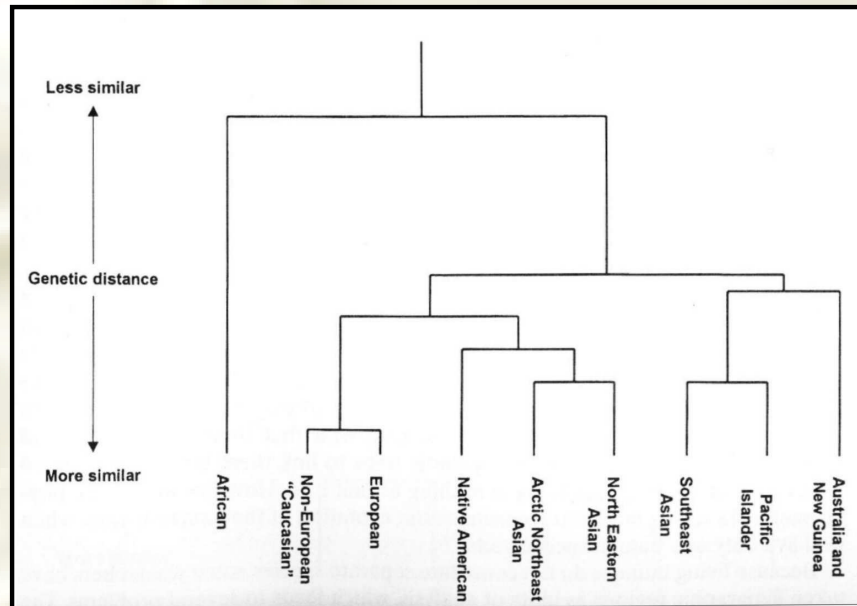 Less similar
Genetic distance
More similar
African
Non-European
"Caucasian"
European
Native American
Arctic Northeast
Asian
North Eastern
Asian
Southeast
Asian
Pacific
Islander
Australia and
New Guinea